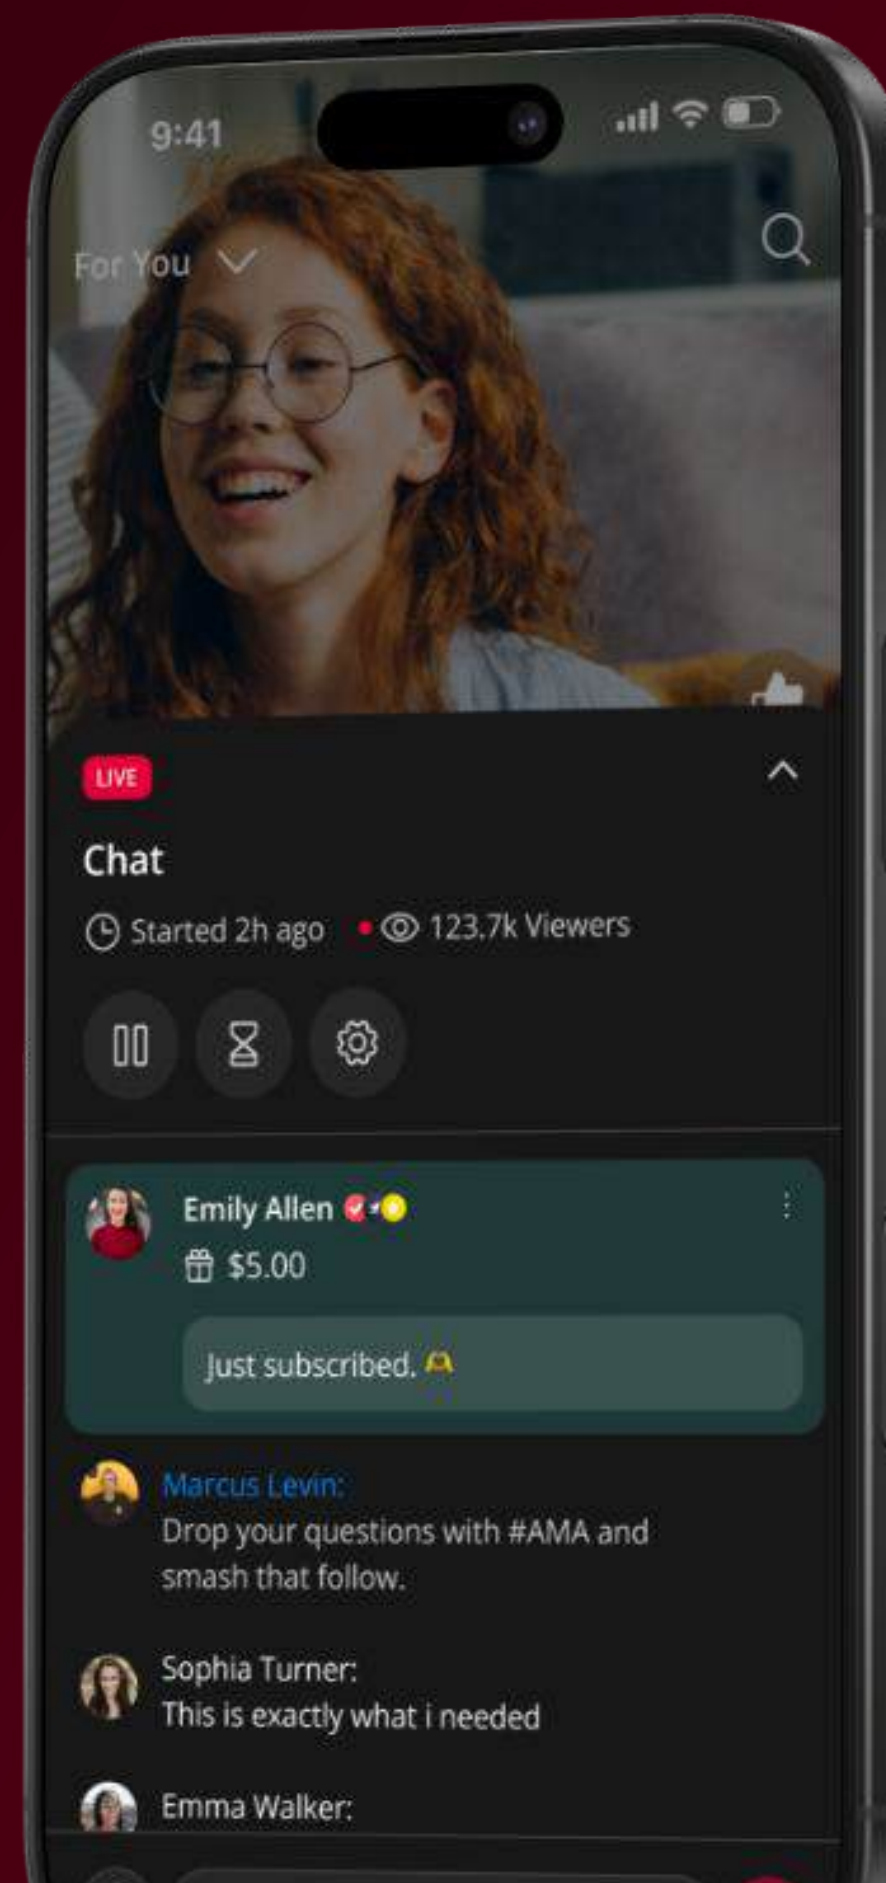 9:41
For You
LIVE
Chat
Started 2h ago • 123.7k Viewers
Emily Allen
$5.00
Just subscribed. 🫶
Marcus Levin:
Drop your questions with #AMA and
smash that follow.
Sophia Turner:
This is exactly what i needed
Emma Walker: